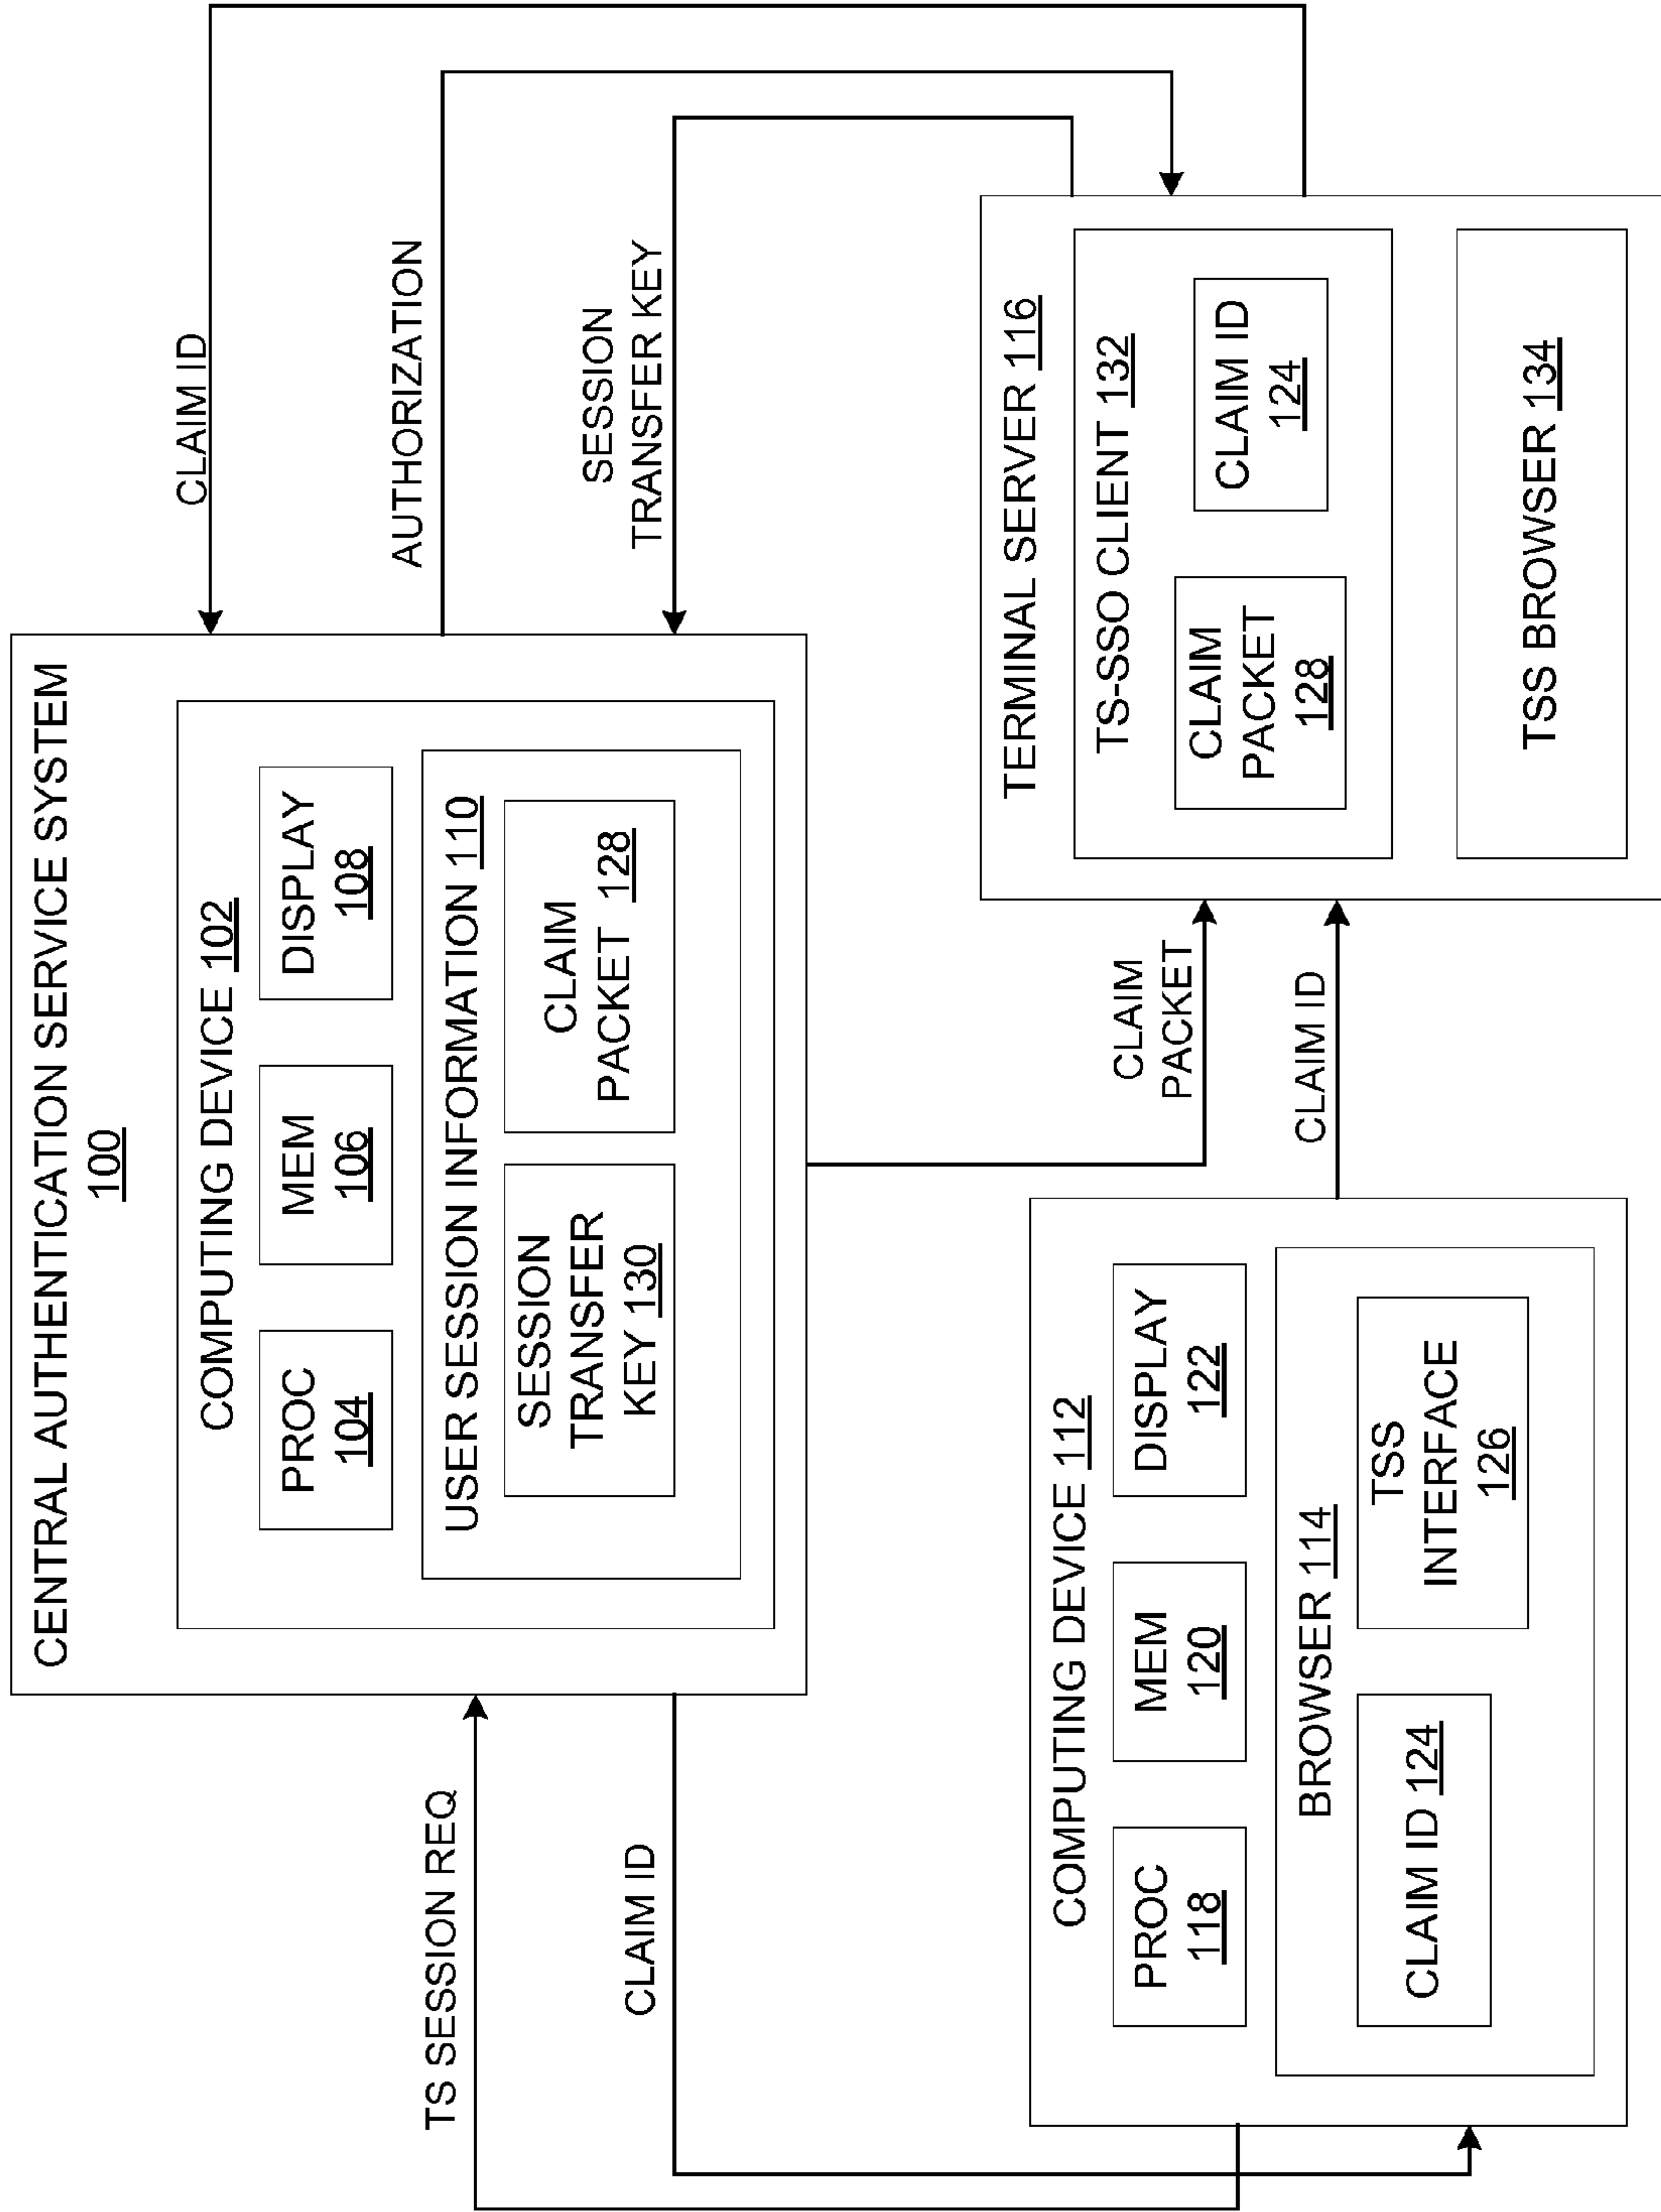 CENTRAL AUTHENTICATION SERVICE SYSTEM
100
COMPUTING DEVICE 102
PROC
104
MEM
106
DISPLAY
108
USER SESSION INFORMATION 110
SESSION
TRANSFER
KEY 130
CLAIM
PACKET 128
TS SESSION REQ
CLAIM ID
CLAIM ID
AUTHORIZATION
SESSION
TRANSFER KEY
COMPUTING DEVICE 112
PROC
118
MEM
120
DISPLAY
122
BROWSER 114
CLAIM ID 124
TSS
INTERFACE
126
CLAIM
PACKET
CLAIM ID
TERMINAL SERVER 116
TS-SSO CLIENT 132
CLAIM
PACKET
128
CLAIM ID
124
TSS BROWSER 134